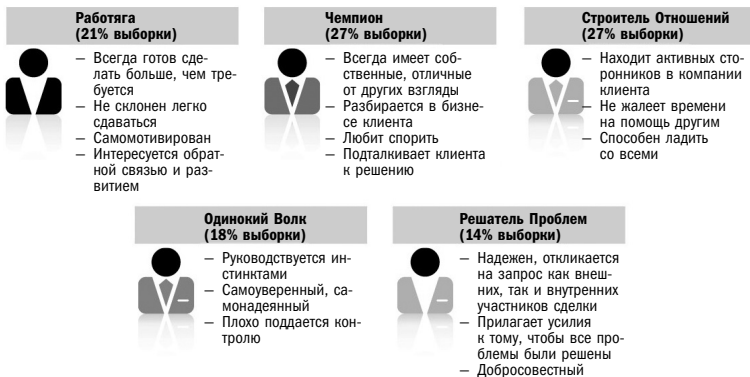 Работяга
(21% выборки)
— Всегда готов сде-
лать больше, чем тре-
буется
— Не склонен легко
сдаваться
— Самомотивирован
— Интересуется обрат-
ной связью и раз-
витием
Чемпион
(27% выборки)
— Всегда имеет соб-
ственные, отличные
от других взгляды
— Разбирается в бизне-
се клиента
— Любит спорить
— Подталкивает клиента
к решению
Строитель Отношений
(27% выборки)
— Находит активных сто-
ронников в компании
клиента
— Не жалеет времени
на помощь другим
— Способен ладить
со всеми
Одинокий Волк
(18% выборки)
— Руководствуется ин-
стинктами
— Самоуверенный, са-
монадеянный
— Плохо поддается кон-
тролю
Решатель Проблем
(14% выборки)
— Надежен, откликается
на запрос как внеш-
них, так и внутренних
участников сделки
— Прилагает усилия
к тому, чтобы все про-
блемы были решены
— Добросовестный